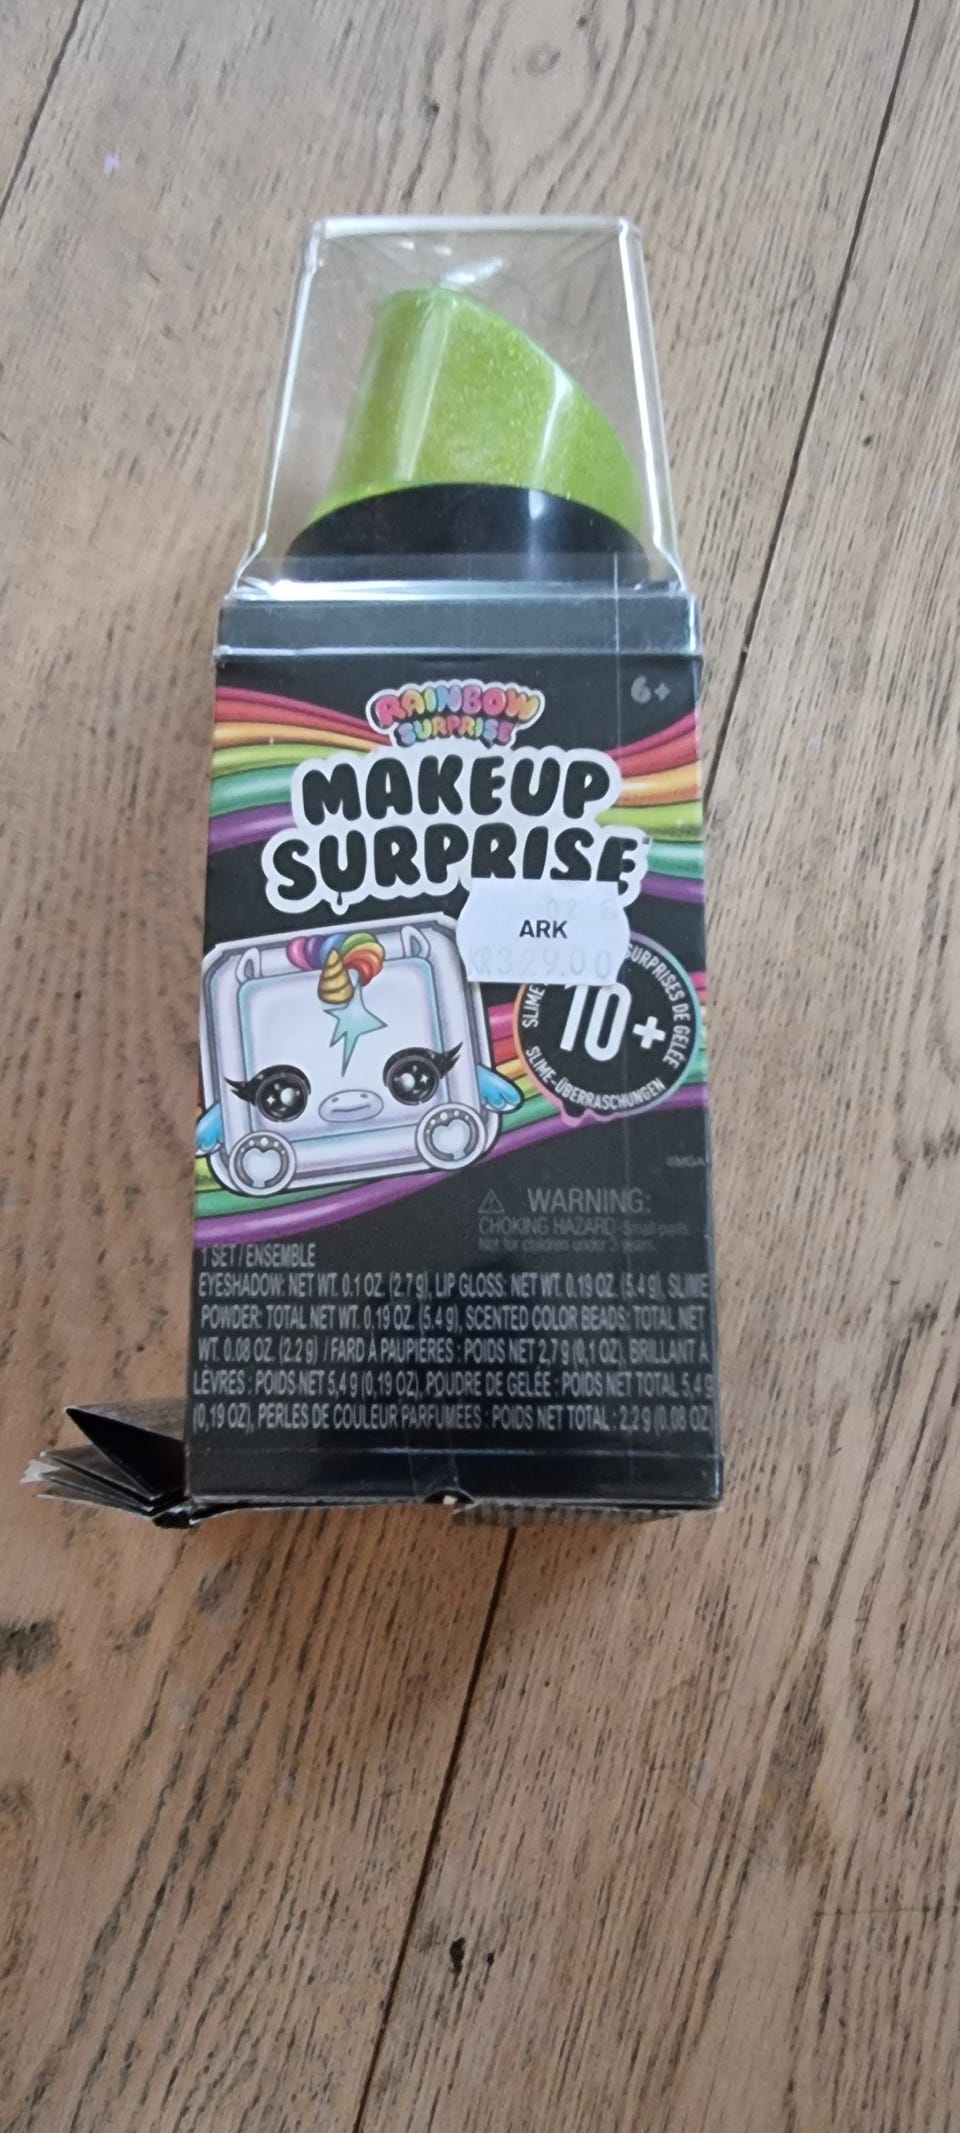 RAINBOW
SURPRISE
6+
MAKEUP
SURPRISE
ARK
KR329.00
SLIME
SURPRISES DE GELÉE
10+
SLIME-ÜBERRASCHUNGEN
©MGA
WARNING:
CHOKING HAZARD-Small parts.
Not for children under 3 years.
1 SET / ENSEMBLE
EYESHADOW: NET WT. 0.1 OZ. (2.7 g), LIP GLOSS: NET WT. 0.19 OZ. (5.4 g), SLIME
POWDER: TOTAL NET WT. 0.19 OZ. (5.4 g), SCENTED COLOR BEADS: TOTAL NET
WT. 0.08 OZ. (2.2 g) / FARD À PAUPIÈRES : POIDS NET 2,7 g (0,1 OZ), BRILLANT À
LÈVRES : POIDS NET 5,4 g (0,19 OZ), POUDRE DE GELÉE : POIDS NET TOTAL 5,4 g
(0,19 OZ), PERLES DE COULEUR PARFUMÉES : POIDS NET TOTAL : 2,2 g (0,08 OZ)